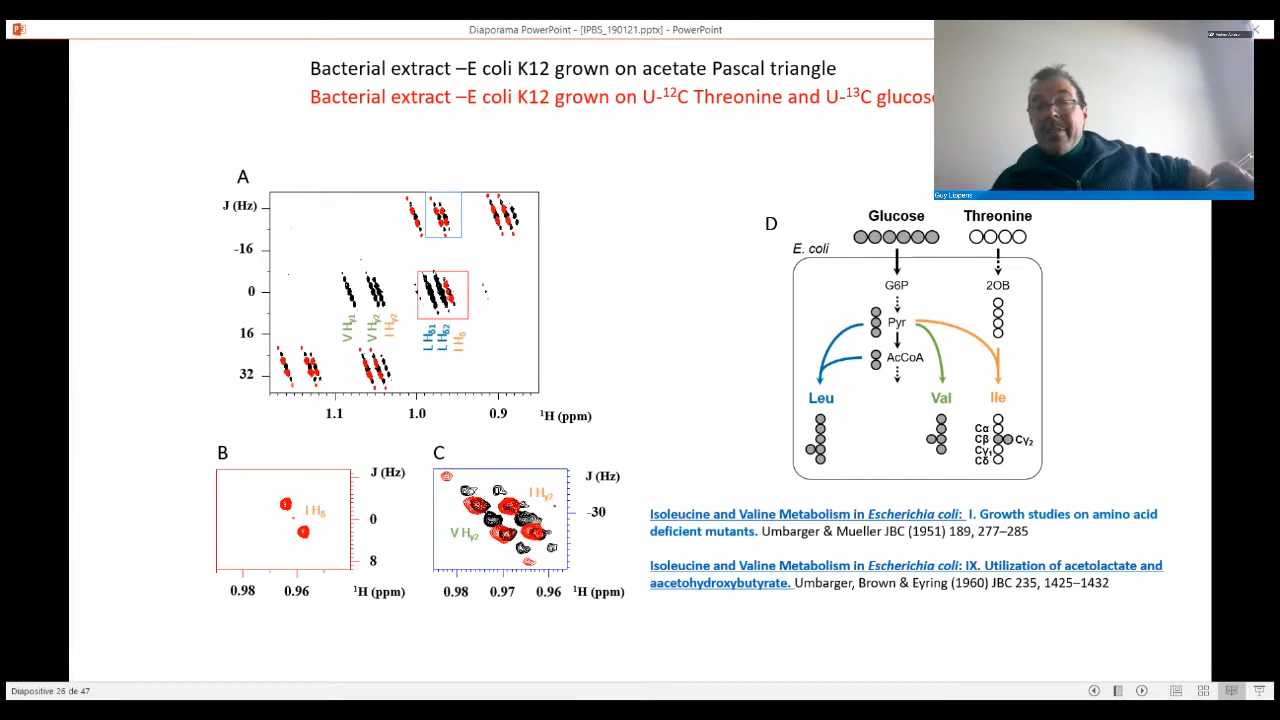 Diaporama PowerPoint - [IPBS_190121.pptx] - PowerPoint
Bacterial extract –E coli K12 grown on acetate Pascal triangle
Bacterial extract –E coli K12 grown on U-¹²C Threonine and U-¹³C glucose
Guy Lippens
A
J (Hz)
-16
0
16
32
V Hγ1
V Hγ2
I Hγ2
L Hδ1
L Hδ2
I Hδ
1.1
1.0
0.9
¹H (ppm)
B
J (Hz)
I Hδ
0
8
0.98
0.96
¹H (ppm)
C
J (Hz)
I Hγ2
-30
V Hγ2
0.98
0.97
0.96
¹H (ppm)
D
Glucose
Threonine
E. coli
G6P
2OB
Pyr
AcCoA
Leu
Val
Ile
Cα
Cβ
Cγ₂
Cγ₁
Cδ
Isoleucine and Valine Metabolism in Escherichia coli: I. Growth studies on amino acid
deficient mutants. Umbarger & Mueller JBC (1951) 189, 277–285
Isoleucine and Valine Metabolism in Escherichia coli: IX. Utilization of acetolactate and
aacetohydroxybutyrate. Umbarger, Brown & Eyring (1960) JBC 235, 1425–1432
Diapositive 26 de 47